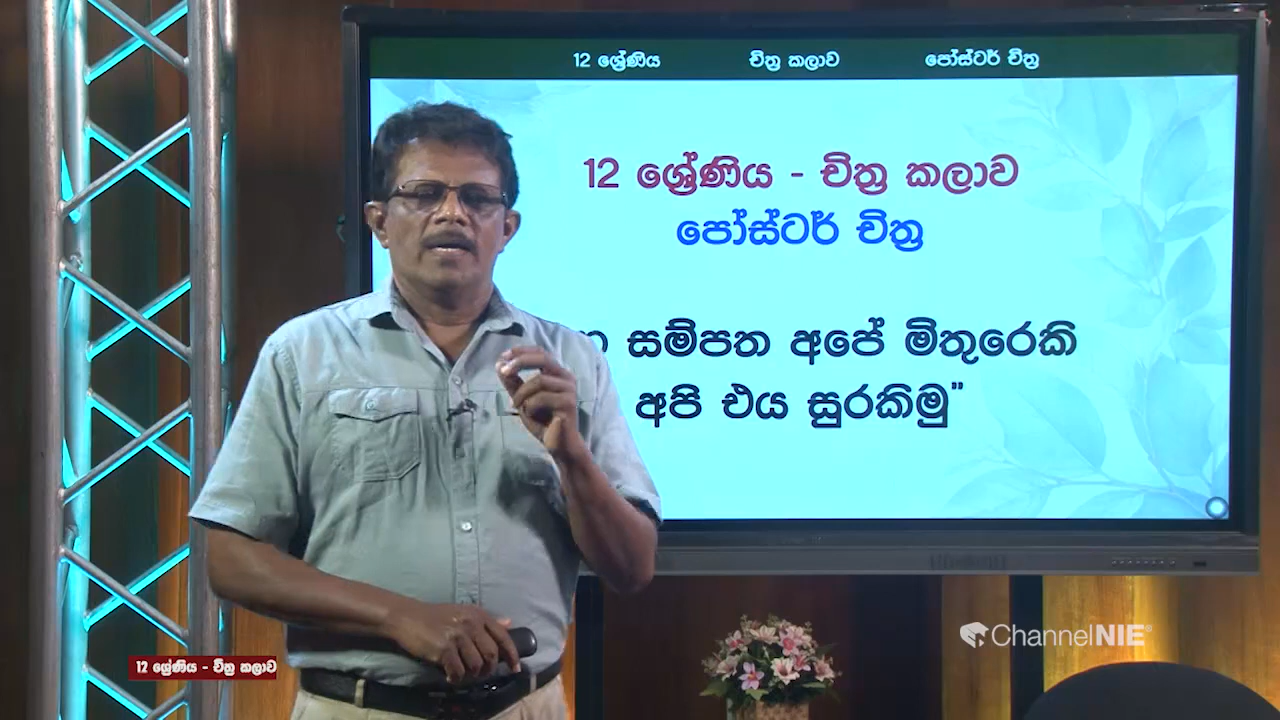 12 ශ්‍රේණිය චිත්‍ර කලාව පෝස්ටර් චිත්‍ර
12 ශ්‍රේණිය - චිත්‍ර කලාව
පෝස්ටර් චිත්‍ර
සම්පත අපේ මිතුරෙකි
අපි එය සුරකිමු"
ChannelNIE
12 ශ්‍රේණිය - චිත්‍ර කලාව